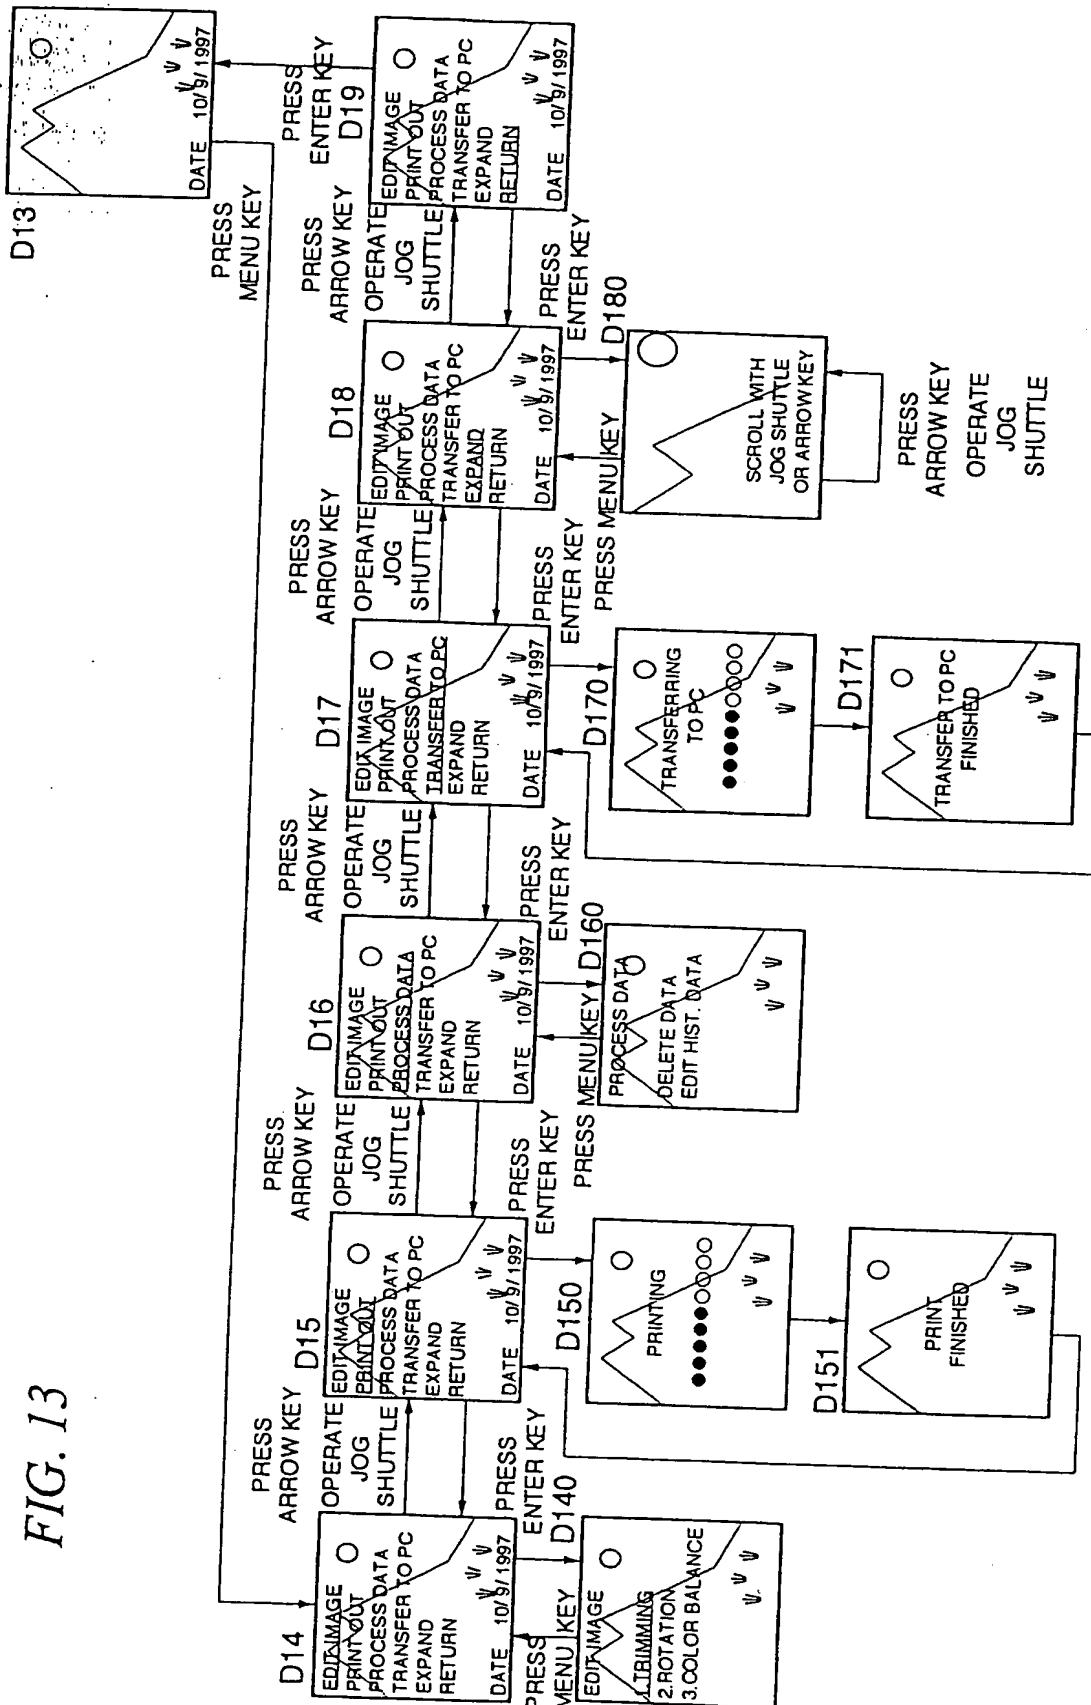 FIG. 13
D13
DATE 10/9/1997
PRESS
MENU KEY
D14
EDIT IMAGE
PRINT OUT
PROCESS DATA
TRANSFER TO PC
EXPAND
RETURN
DATE 10/9/1997
PRESS
ARROW KEY
OPERATE
JOG
SHUTTLE
D15
EDIT IMAGE
PRINT OUT
PROCESS DATA
TRANSFER TO PC
EXPAND
RETURN
DATE 10/9/1997
PRESS
ARROW KEY
OPERATE
JOG
SHUTTLE
D16
EDIT IMAGE
PRINT OUT
PROCESS DATA
TRANSFER TO PC
EXPAND
RETURN
DATE 10/9/1997
PRESS
ARROW KEY
OPERATE
JOG
SHUTTLE
D17
EDIT IMAGE
PRINT OUT
PROCESS DATA
TRANSFER TO PC
EXPAND
RETURN
DATE 10/9/1997
PRESS
ARROW KEY
OPERATE
JOG
SHUTTLE
D18
EDIT IMAGE
PRINT OUT
PROCESS DATA
TRANSFER TO PC
EXPAND
RETURN
DATE 10/9/1997
PRESS
ARROW KEY
OPERATE
JOG
SHUTTLE
PRESS
ENTER KEY
D19
EDIT IMAGE
PRINT OUT
PROCESS DATA
TRANSFER TO PC
EXPAND
RETURN
DATE 10/9/1997
PRESS
MENU KEY
PRESS
ENTER KEY
D140
EDIT IMAGE
1.TRIMMING
2.ROTATION
3.COLOR BALANCE
PRESS
ENTER KEY
D150
PRINTING
D151
PRINT
FINISHED
PRESS MENU KEY
PRESS
ENTER KEY
D160
PROCESS DATA
DELETE DATA
EDIT HIST. DATA
PRESS
ENTER KEY
D170
TRANSFERRING
TO PC
D171
TRANSFER TO PC
FINISHED
PRESS MENU KEY
PRESS
ENTER KEY
D180
SCROLL WITH
JOG SHUTTLE
OR ARROW KEY
PRESS
ARROW KEY
OPERATE
JOG
SHUTTLE